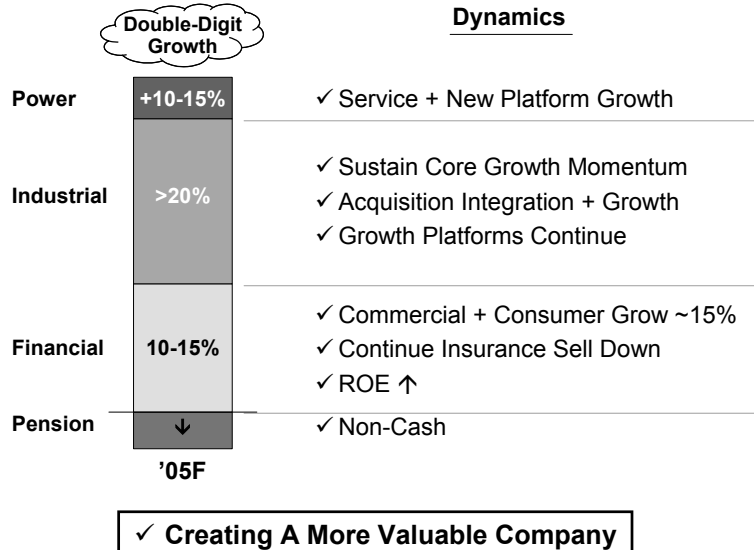 Double-Digit
Growth
Dynamics
Power
+10-15%
✓ Service + New Platform Growth
Industrial
>20%
✓ Sustain Core Growth Momentum
✓ Acquisition Integration + Growth
✓ Growth Platforms Continue
Financial
10-15%
✓ Commercial + Consumer Grow ~15%
✓ Continue Insurance Sell Down
✓ ROE ↑
Pension
↓
✓ Non-Cash
’05F
✓ Creating A More Valuable Company